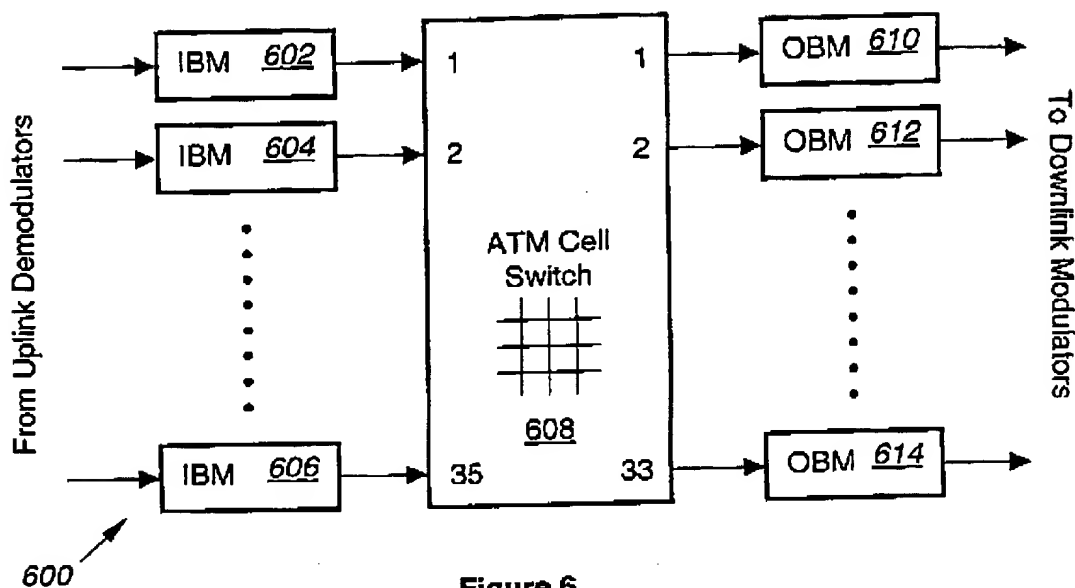 From Uplink Demodulators
IBM 602
IBM 604
IBM 606
1
2
35
ATM Cell
Switch
608
1
2
33
OBM 610
OBM 612
OBM 614
To Downlink Modulators
600
Figure 6